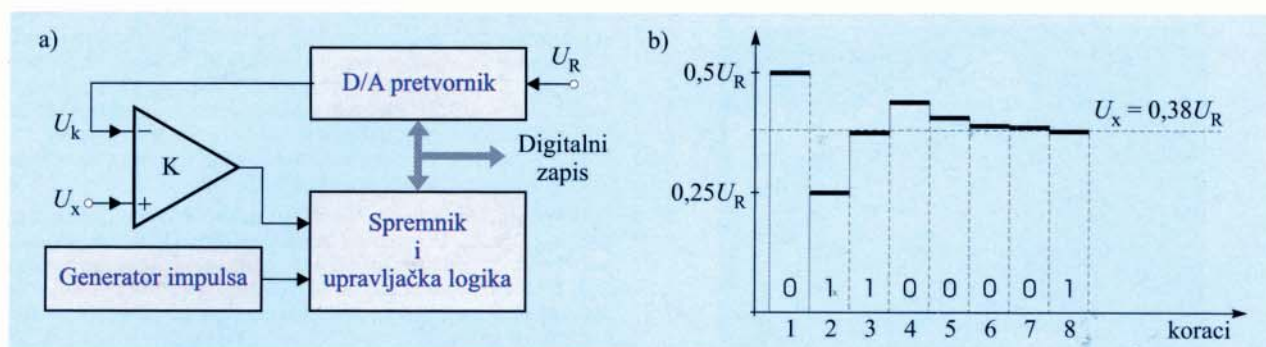 a)
D/A pretvornik
U_R
U_k
−
K
U_x
+
Digitalni
zapis
Spremnik
i
upravljačka logika
Generator impulsa
b)
0,5U_R
U_x = 0,38U_R
0,25U_R
0 1 1 0 0 0 0 1
1 2 3 4 5 6 7 8
koraci